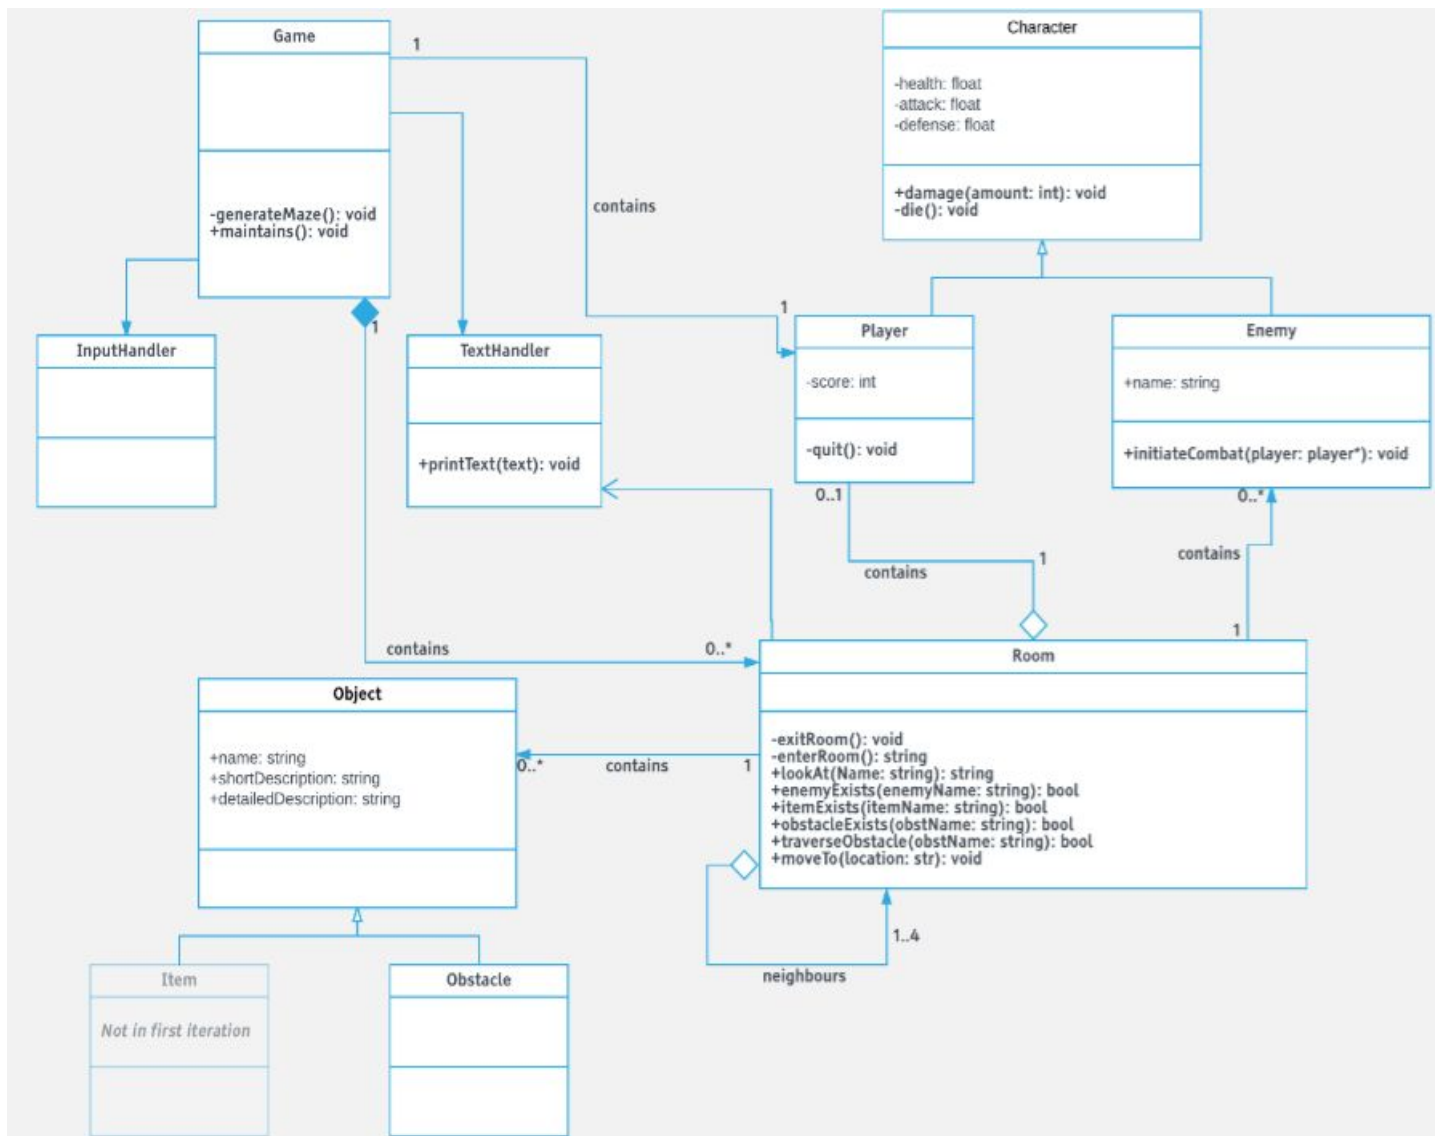 Game
-generateMaze(): void
+maintains(): void
1
contains
1
Character
-health: float
-attack: float
-defense: float
+damage(amount: int): void
-die(): void
InputHandler
1
TextHandler
+printText(text): void
Player
-score: int
-quit(): void
0..1
contains
1
Enemy
+name: string
+initiateCombat(player: player*): void
0..*
contains
1
contains
0..*
Room
-exitRoom(): void
-enterRoom(): string
+lookAt(Name: string): string
+enemyExists(enemyName: string): bool
+itemExists(itemName: string): bool
+obstacleExists(obstName: string): bool
+traverseObstacle(obstName: string): bool
+moveTo(location: str): void
Object
+name: string
+shortDescription: string
+detailedDescription: string
0..*
contains
1
1..4
neighbours
Item
Not in first iteration
Obstacle